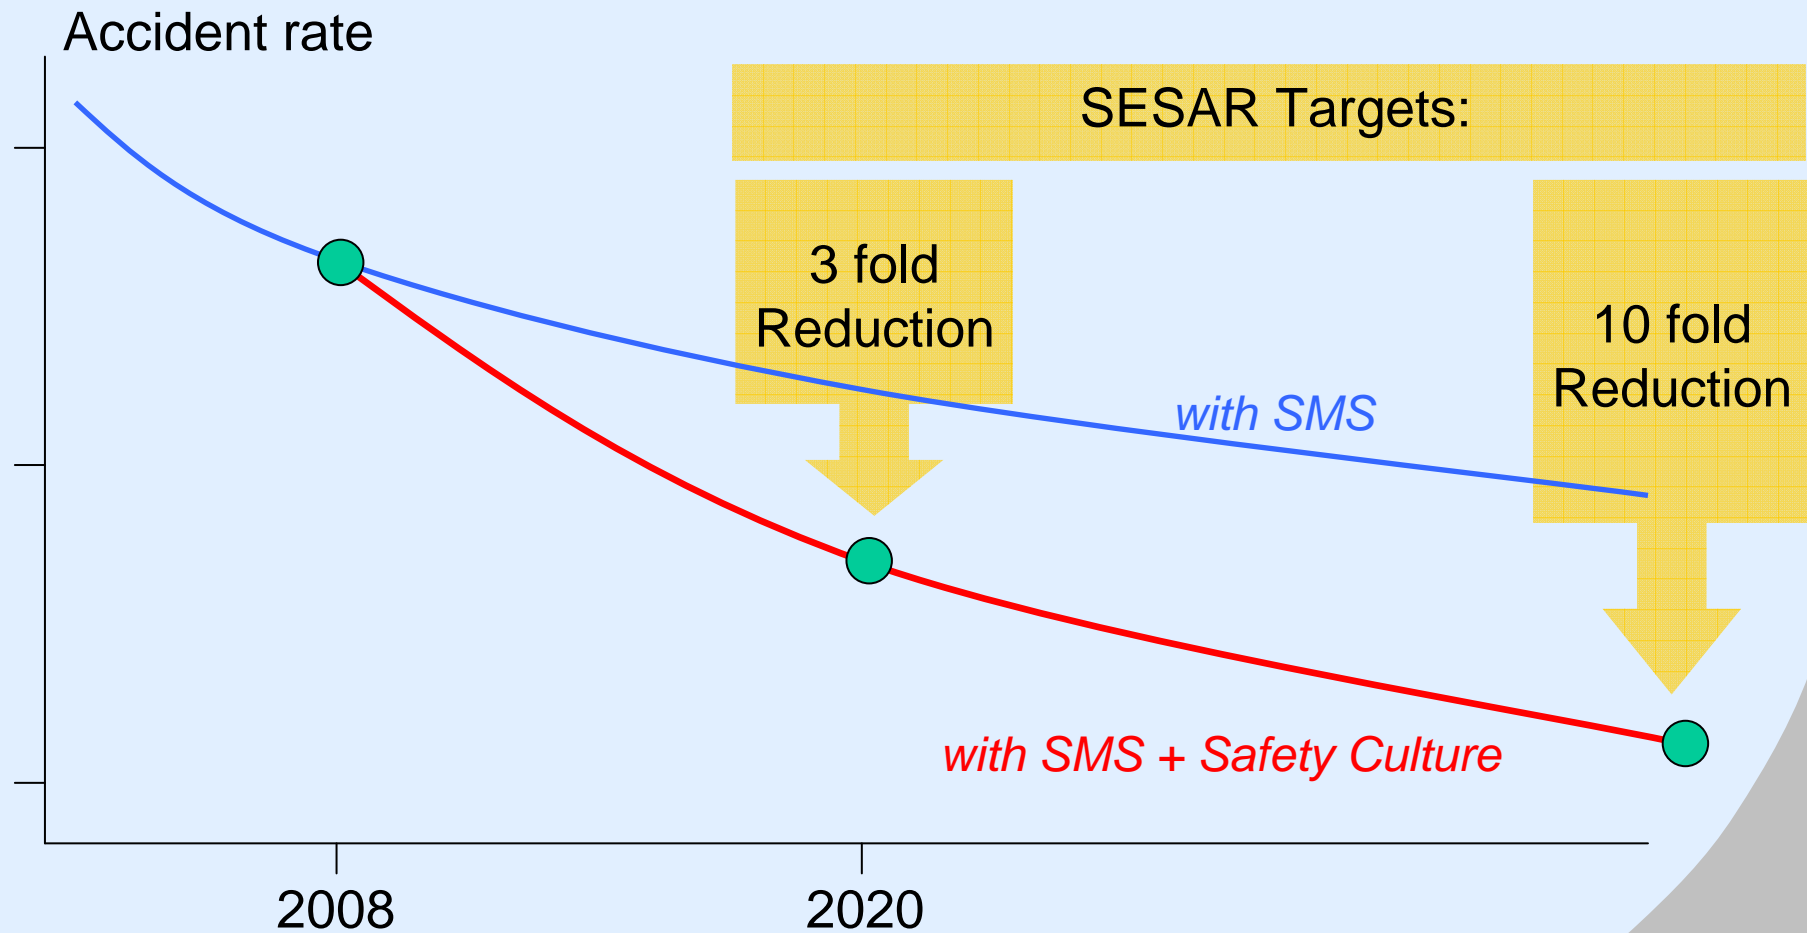 Accident rate
SESAR Targets:
3 fold
Reduction
10 fold
Reduction
with SMS
with SMS + Safety Culture
2008
2020